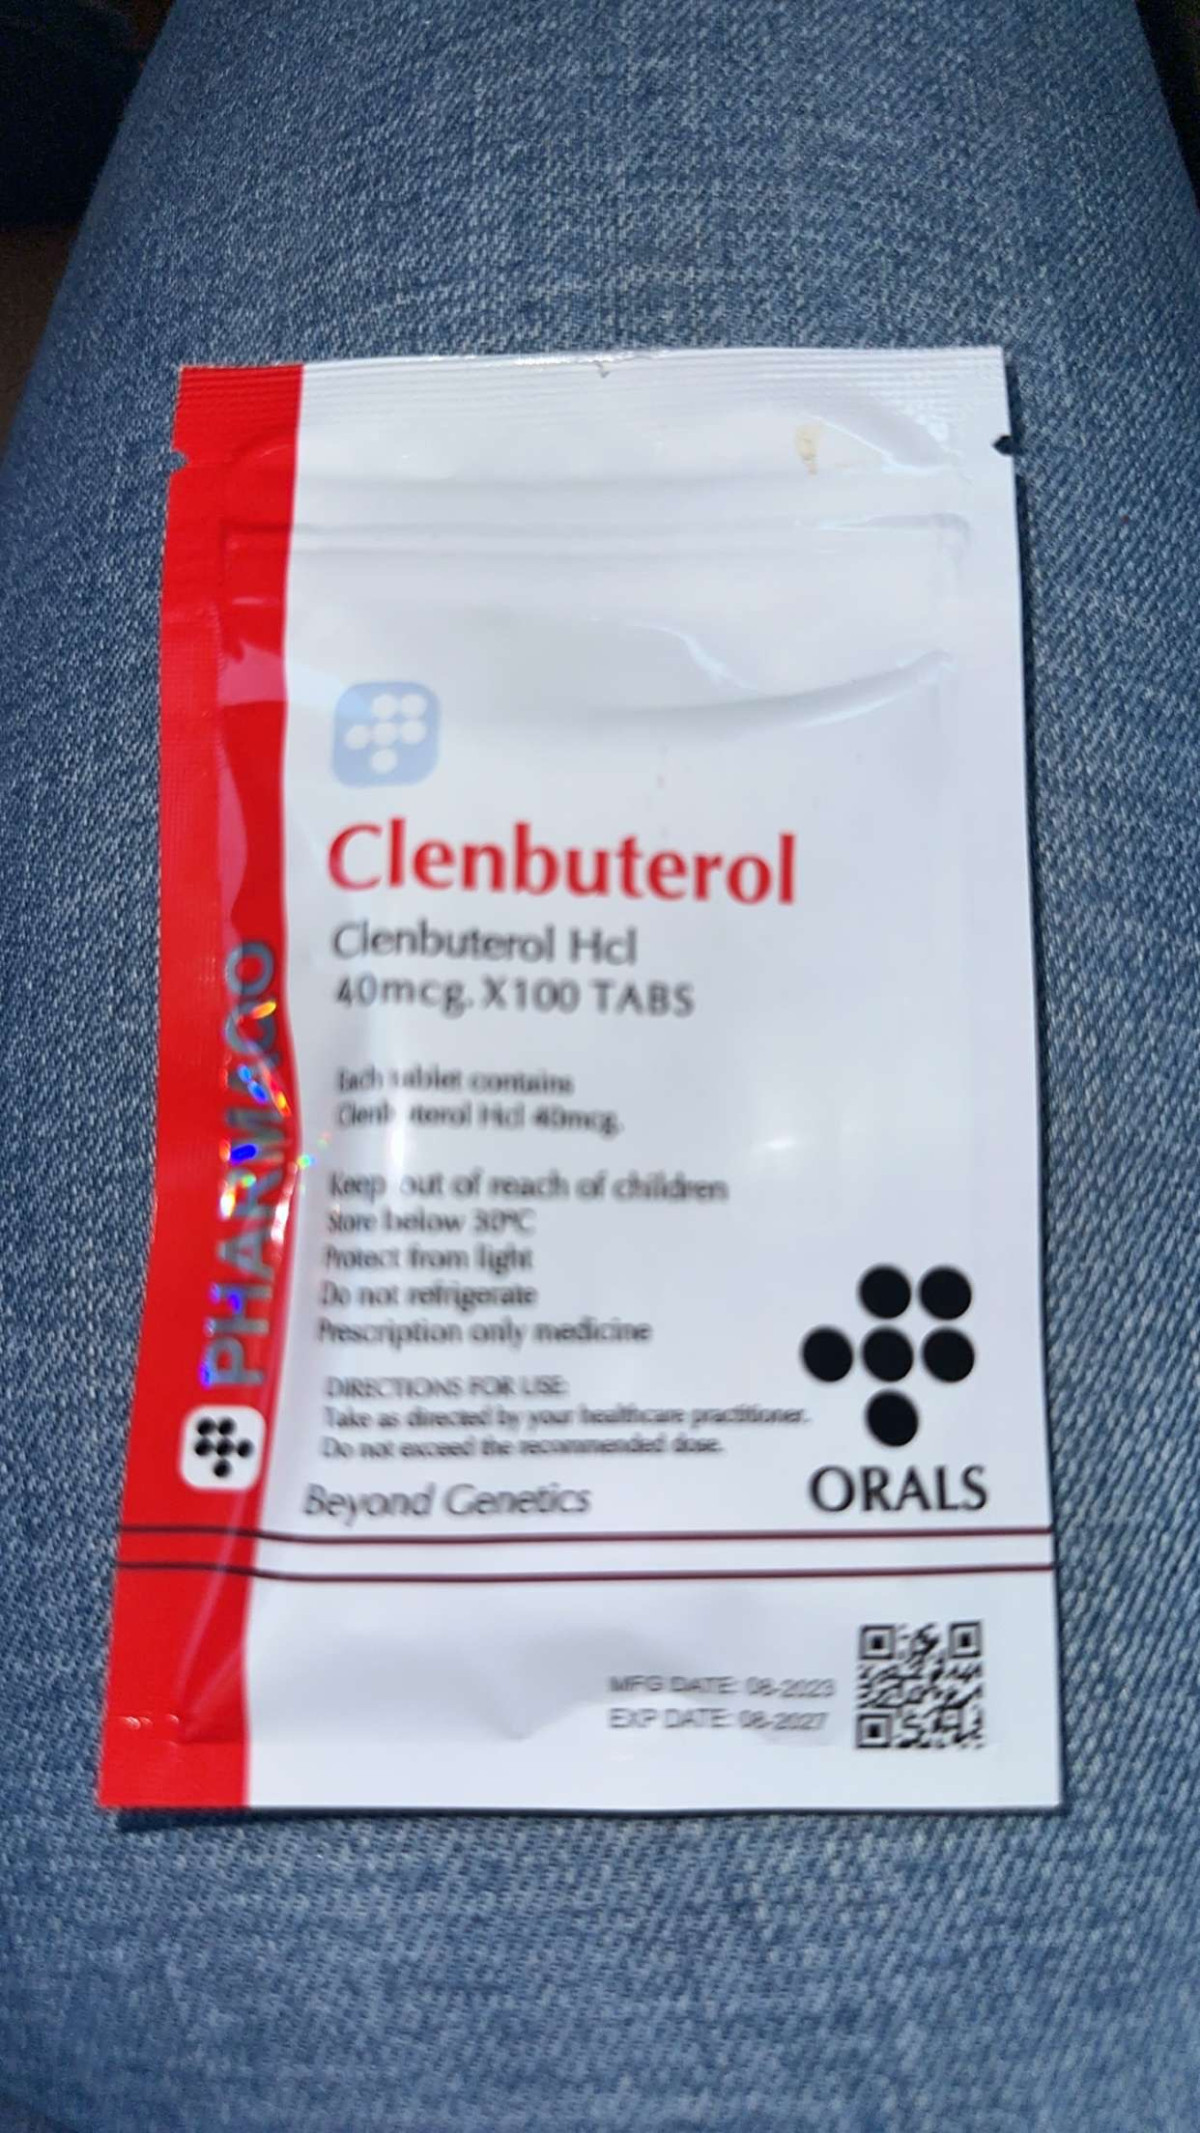 PHARMAQO
Clenbuterol
Clenbuterol Hcl
40mcg. X100 TABS
Each tablet contains
Clenbuterol Hcl 40mcg.
Keep out of reach of children
Store below 30°C
Protect from light
Do not refrigerate
Prescription only medicine
DIRECTIONS FOR USE:
Take as directed by your healthcare practitioner.
Do not exceed the recommended dose.
Beyond Genetics
ORALS
MFG DATE: 08-2023
EXP DATE: 08-2027